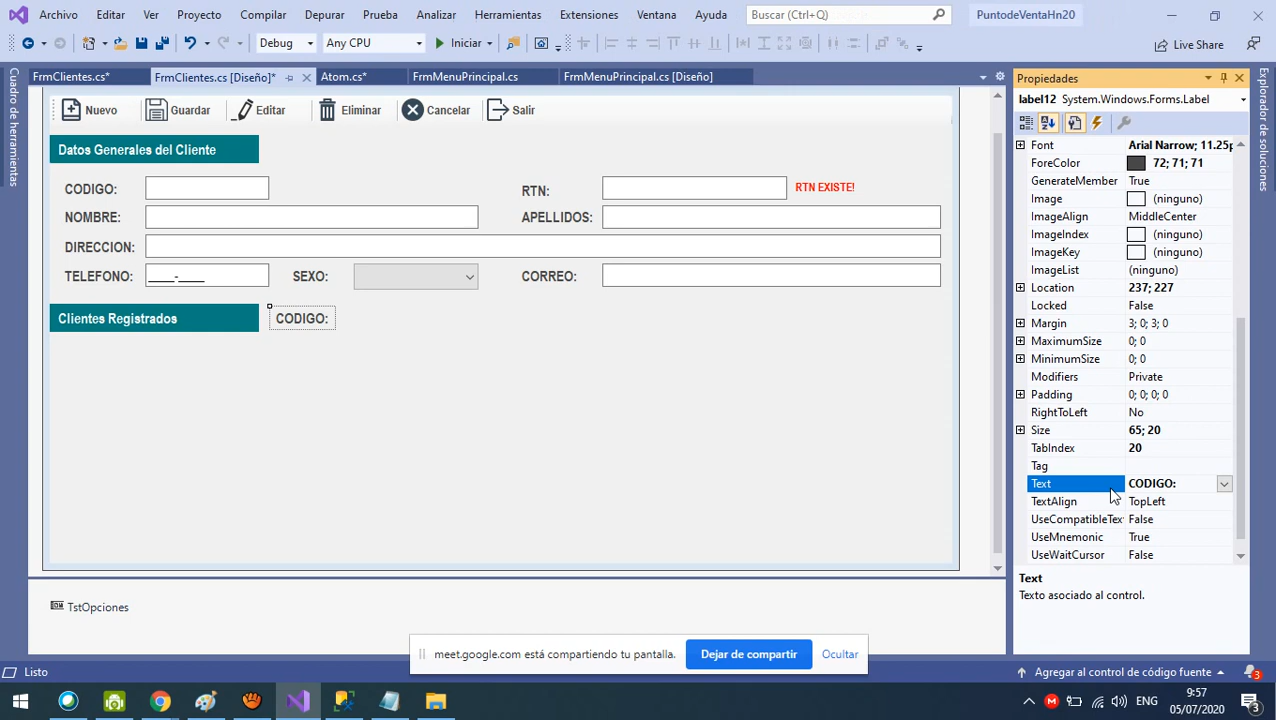 Archivo Editar Ver Proyecto Compilar Depurar Prueba Analizar Herramientas Extensiones Ventana Ayuda Buscar (Ctrl+Q) PuntodeVentaHn20
Debug Any CPU Iniciar Live Share
FrmClientes.cs* FrmClientes.cs [Diseño]* Atom.cs* FrmMenuPrincipal.cs FrmMenuPrincipal.cs [Diseño]
Cuadro de herramientas
Nuevo Guardar Editar Eliminar Cancelar Salir
Datos Generales del Cliente
CODIGO: RTN: RTN EXISTE!
NOMBRE: APELLIDOS:
DIRECCION:
TELEFONO: ____-____ SEXO: CORREO:
Clientes Registrados CODIGO:
TstOpciones
Propiedades
label12 System.Windows.Forms.Label
Font Arial Narrow; 11.25p
ForeColor 72; 71; 71
GenerateMember True
Image (ninguno)
ImageAlign MiddleCenter
ImageIndex (ninguno)
ImageKey (ninguno)
ImageList (ninguno)
Location 237; 227
Locked False
Margin 3; 0; 3; 0
MaximumSize 0; 0
MinimumSize 0; 0
Modifiers Private
Padding 0; 0; 0; 0
RightToLeft No
Size 65; 20
TabIndex 20
Tag
Text CODIGO:
TextAlign TopLeft
UseCompatibleTex False
UseMnemonic True
UseWaitCursor False
Text
Texto asociado al control.
Explorador de soluciones
meet.google.com está compartiendo tu pantalla. Dejar de compartir Ocultar
Listo Agregar al control de código fuente 3
ENG 9:57
05/07/2020 3